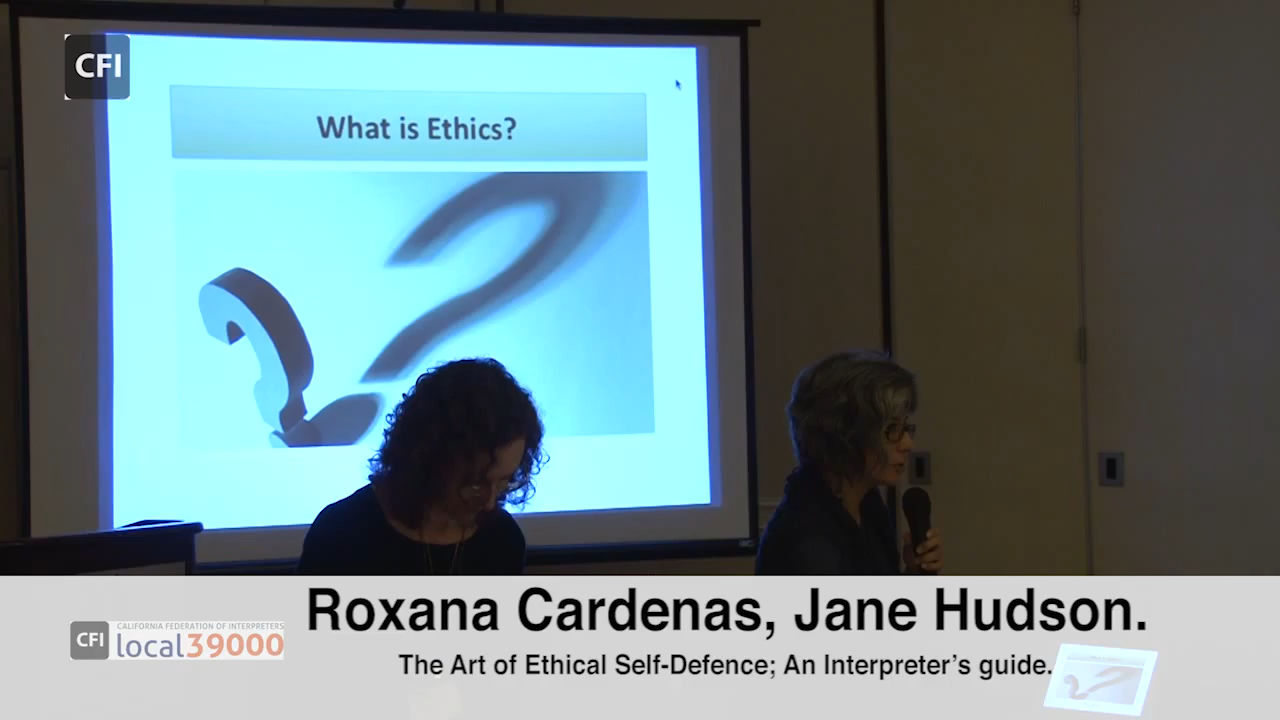 CFI
What is Ethics?
Roxana Cardenas, Jane Hudson.
CFI
CALIFORNIA FEDERATION OF INTERPRETERS
local39000
The Art of Ethical Self-Defence; An Interpreter’s guide.